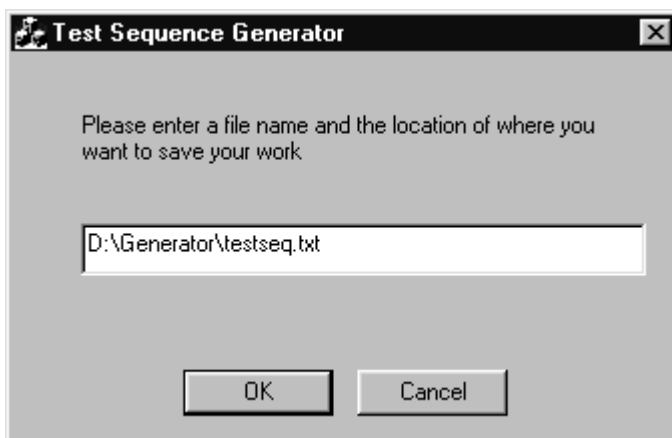 Test Sequence Generator
Please enter a file name and the location of where you
want to save your work
D:\Generator\testseq.txt
OK
Cancel